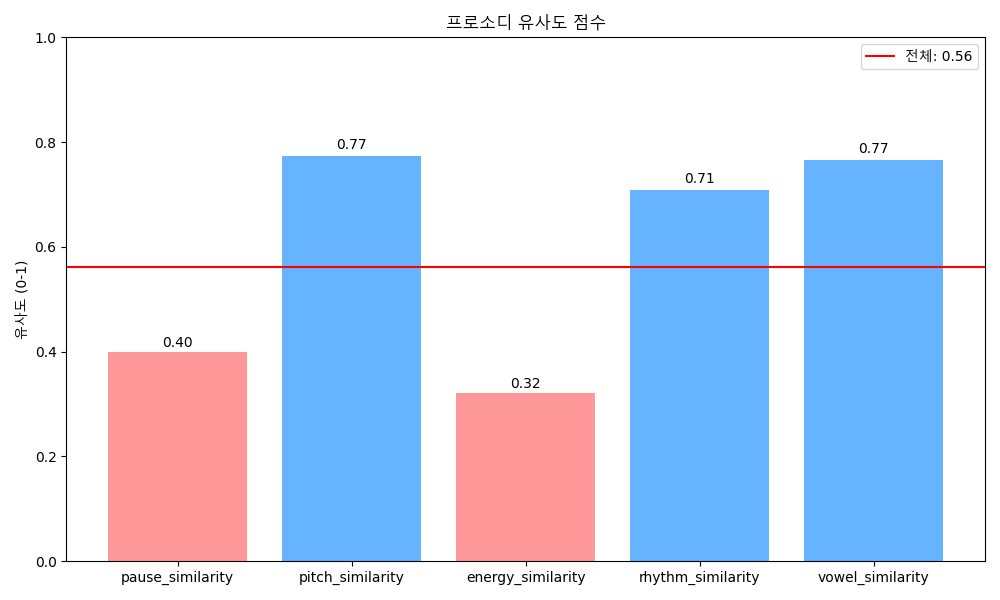 프로소디 유사도 점수
전체: 0.56
유사도 (0-1)
1.0
0.8
0.6
0.4
0.2
0.0
0.40
0.77
0.32
0.71
0.77
pause_similarity
pitch_similarity
energy_similarity
rhythm_similarity
vowel_similarity